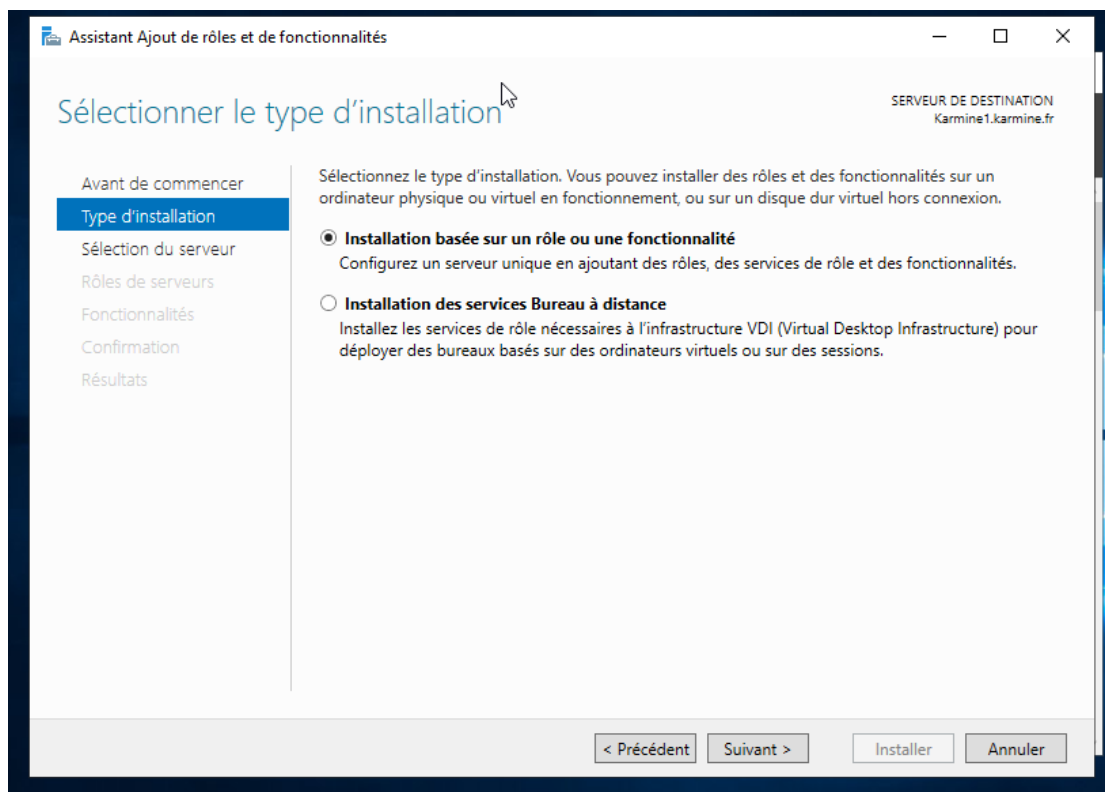 Assistant Ajout de rôles et de fonctionnalités
Sélectionner le type d’installation
SERVEUR DE DESTINATION
Karmine1.karmine.fr
Avant de commencer
Type d’installation
Sélection du serveur
Rôles de serveurs
Fonctionnalités
Confirmation
Résultats
Sélectionnez le type d’installation. Vous pouvez installer des rôles et des fonctionnalités sur un
ordinateur physique ou virtuel en fonctionnement, ou sur un disque dur virtuel hors connexion.
Installation basée sur un rôle ou une fonctionnalité
Configurez un serveur unique en ajoutant des rôles, des services de rôle et des fonctionnalités.
Installation des services Bureau à distance
Installez les services de rôle nécessaires à l’infrastructure VDI (Virtual Desktop Infrastructure) pour
déployer des bureaux basés sur des ordinateurs virtuels ou sur des sessions.
< Précédent
Suivant >
Installer
Annuler